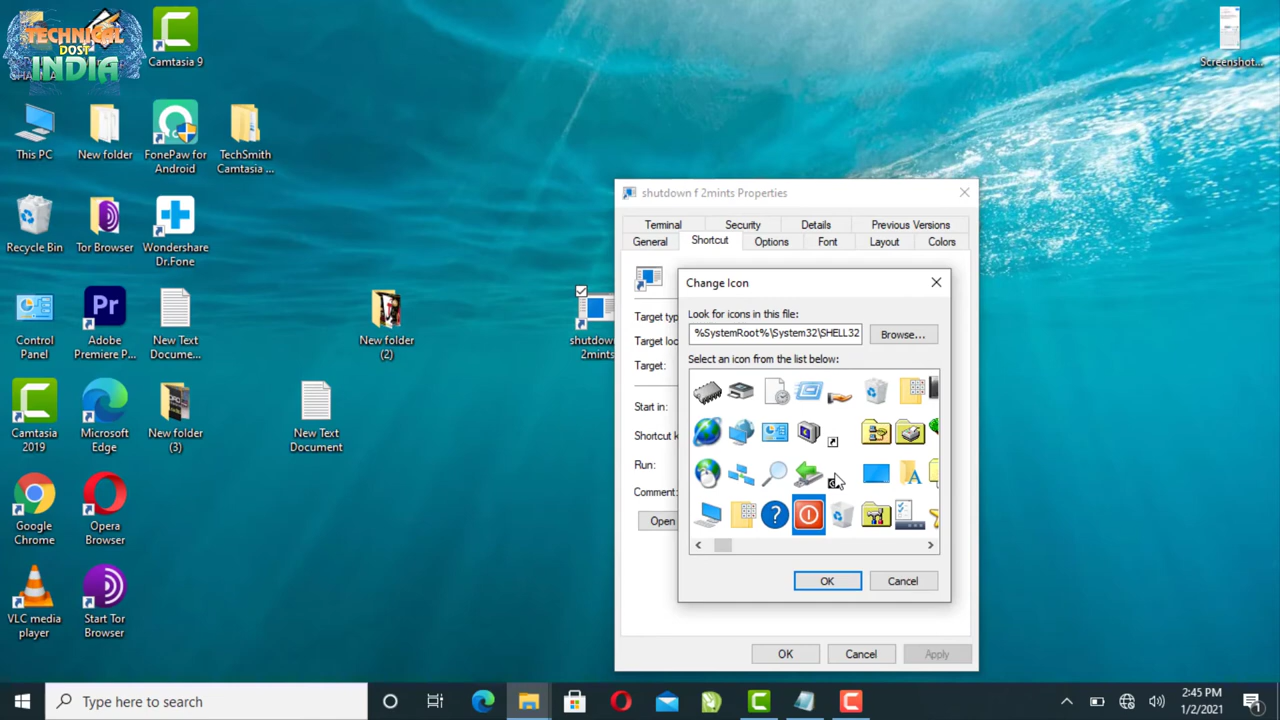 TECHNICAL
DOST
INDIA
Camtasia 9
Screenshot...
This PC
New folder
FonePaw for
Android
TechSmith
Camtasia ...
Recycle Bin
Tor Browser
Wondershare
Dr.Fone
Control
Panel
Pr
Adobe
Premiere P...
New Text
Docume...
New folder
(2)
shutdown
2mints
Camtasia
2019
Microsoft
Edge
New folder
(3)
New Text
Document
Google
Chrome
Opera
Browser
VLC media
player
Start Tor
Browser
shutdown f 2mints Properties
Terminal
Security
Details
Previous Versions
General
Shortcut
Options
Font
Layout
Colors
Target typ
Target loc
Target:
Start in:
Shortcut k
Run:
Comment:
Open
Change Icon
Look for icons in this file:
%SystemRoot%\System32\SHELL32
Browse...
Select an icon from the list below:
OK
Cancel
OK
Cancel
Apply
Type here to search
2:45 PM
1/2/2021
1